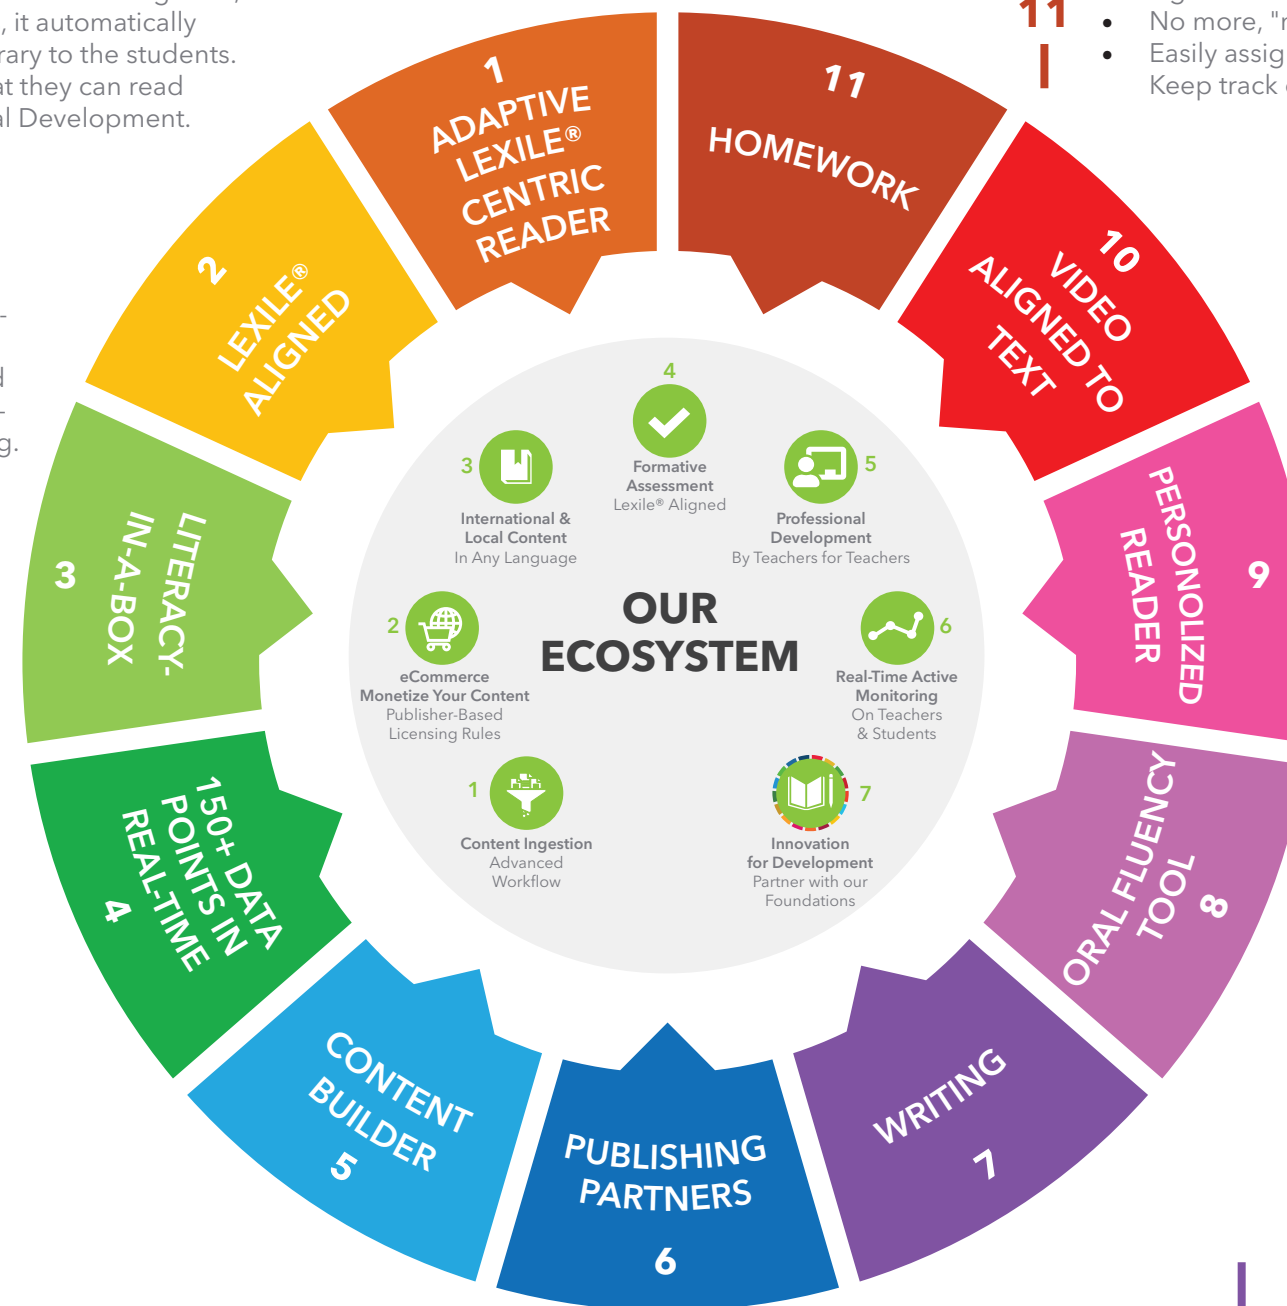 , it automatically
rary to the students.
at they can read
al Development.
-
d
-
g.
11
• No more, "r
• Easily assig
Keep track
1
ADAPTIVE
LEXILE®
CENTRIC
READER
2
LEXILE®
ALIGNED
3
LITERACY-
IN-A-BOX
4
150+ DATA
POINTS IN
REAL-TIME
5
CONTENT
BUILDER
6
PUBLISHING
PARTNERS
7
WRITING
8
ORAL FLUENCY
TOOL
9
PERSONOLIZED
READER
10
VIDEO
ALIGNED TO
TEXT
11
HOMEWORK
OUR
ECOSYSTEM
1
Content Ingestion
Advanced
Workflow
2
eCommerce
Monetize Your Content
Publisher-Based
Licensing Rules
3
International &
Local Content
In Any Language
4
Formative
Assessment
Lexile® Aligned
5
Professional
Development
By Teachers for Teachers
6
Real-Time Active
Monitoring
On Teachers
& Students
7
Innovation
for Development
Partner with our
Foundations